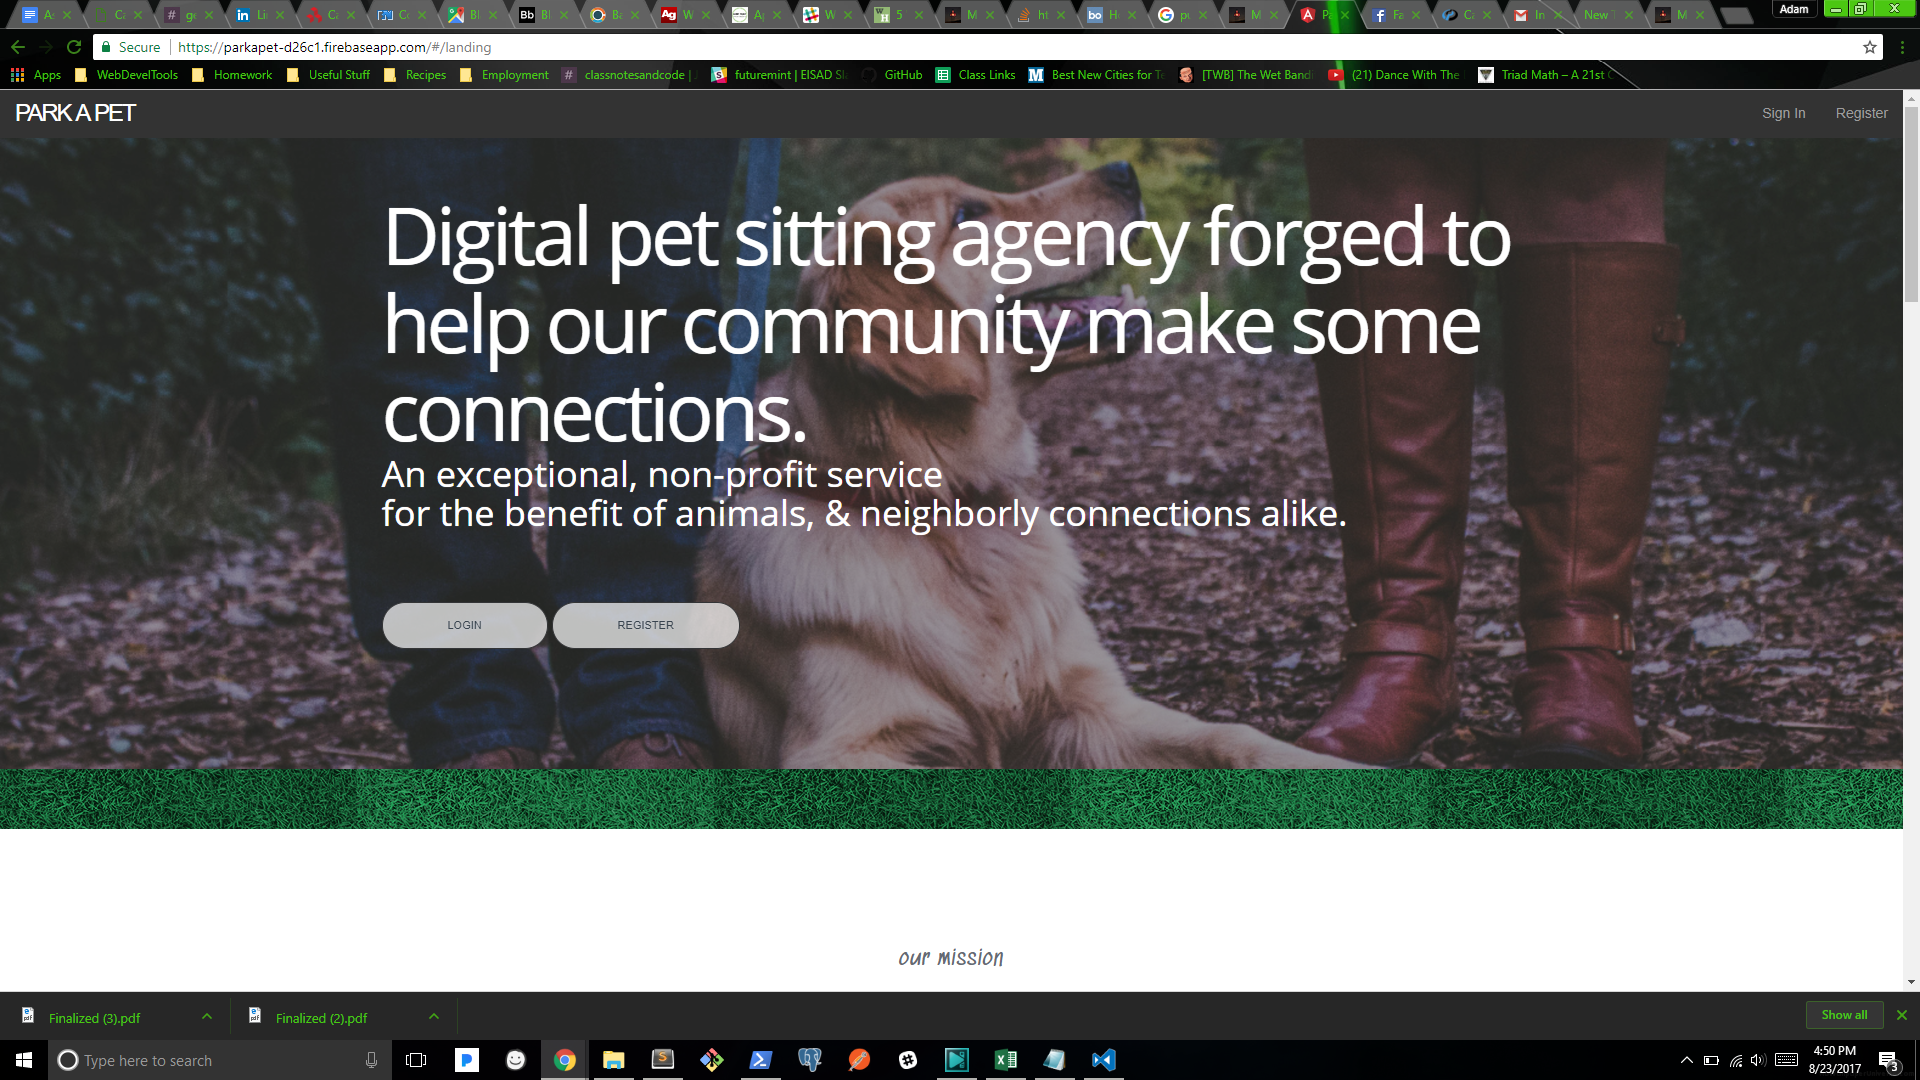 Adam
Secure
https://parkapet-d26c1.firebaseapp.com/#/landing
Apps
WebDevelTools
Homework
Useful Stuff
Recipes
Employment
classnotesandcode |
futuremint | EISAD Sl
GitHub
Class Links
Best New Cities for Te
[TWB] The Wet Band
(21) Dance With The
Triad Math – A 21st C
PARK A PET
Sign In
Register
Digital pet sitting agency forged to
help our community make some
connections.
An exceptional, non-profit service
for the benefit of animals, & neighborly connections alike.
LOGIN
REGISTER
our mission
Finalized (3).pdf
Finalized (2).pdf
Show all
Type here to search
4:50 PM
8/23/2017
3